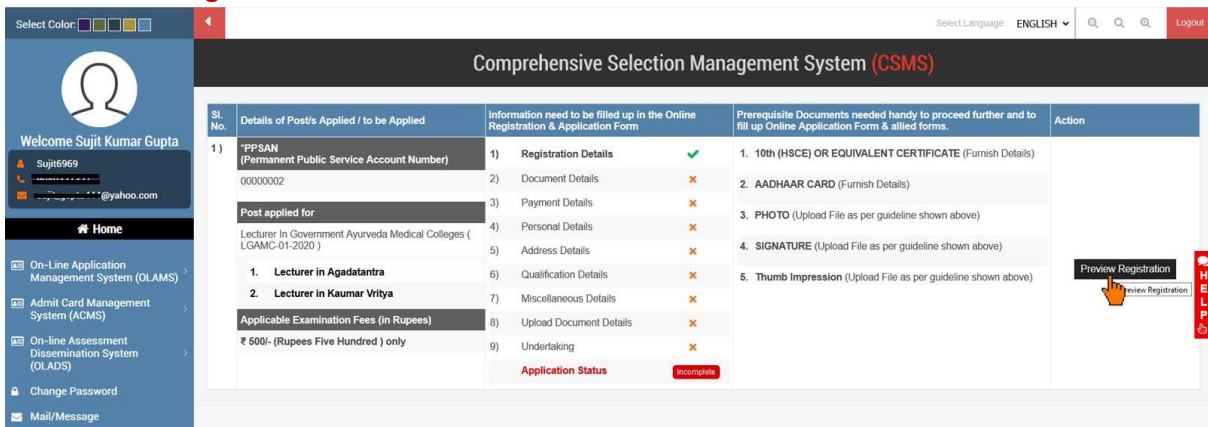 Select Color:
Select Language : ENGLISH
Logout
Comprehensive Selection Management System (CSMS)
Welcome Sujit Kumar Gupta
Sujit6969
@yahoo.com
Home
On-Line Application
Management System (OLAMS)
Admit Card Management
System (ACMS)
On-line Assessment
Dissemination System
(OLADS)
Change Password
Mail/Message
Sl. No.
Details of Post/s Applied / to be Applied
Information need to be filled up in the Online
Registration & Application Form
Prerequisite Documents needed handy to proceed further and to
fill up Online Application Form & allied forms.
Action
1 )
*PPSAN
(Permanent Public Service Account Number)
00000002
Post applied for
Lecturer In Government Ayurveda Medical Colleges (
LGAMC-01-2020 )
1. Lecturer in Agadatantra
2. Lecturer in Kaumar Vritya
Applicable Examination Fees (in Rupees)
₹ 500/- (Rupees Five Hundred ) only
1) Registration Details
2) Document Details
3) Payment Details
4) Personal Details
5) Address Details
6) Qualification Details
7) Miscellaneous Details
8) Upload Document Details
9) Undertaking
Application Status Incomplete
1. 10th (HSCE) OR EQUIVALENT CERTIFICATE (Furnish Details)
2. AADHAAR CARD (Furnish Details)
3. PHOTO (Upload File as per guideline shown above)
4. SIGNATURE (Upload File as per guideline shown above)
5. Thumb Impression (Upload File as per guideline shown above)
Preview Registration
Preview Registration
HELP